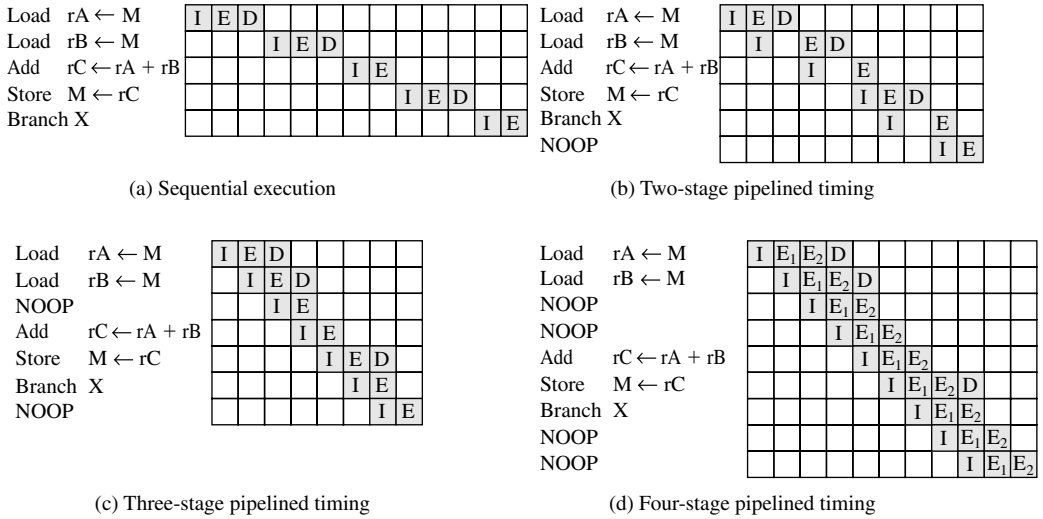 Load rA ← M I E D
Load rB ← M I E D
Add rC ← rA + rB I E
Store M ← rC I E D
Branch X I E
(a) Sequential execution
Load rA ← M I E D
Load rB ← M I E D
Add rC ← rA + rB I E
Store M ← rC I E D
Branch X I E
NOOP I E
(b) Two-stage pipelined timing
Load rA ← M I E D
Load rB ← M I E D
NOOP I E
Add rC ← rA + rB I E
Store M ← rC I E D
Branch X I E
NOOP I E
(c) Three-stage pipelined timing
Load rA ← M I E₁ E₂ D
Load rB ← M I E₁ E₂ D
NOOP I E₁ E₂
NOOP I E₁ E₂
Add rC ← rA + rB I E₁ E₂
Store M ← rC I E₁ E₂ D
Branch X I E₁ E₂
NOOP I E₁ E₂
NOOP I E₁ E₂
(d) Four-stage pipelined timing